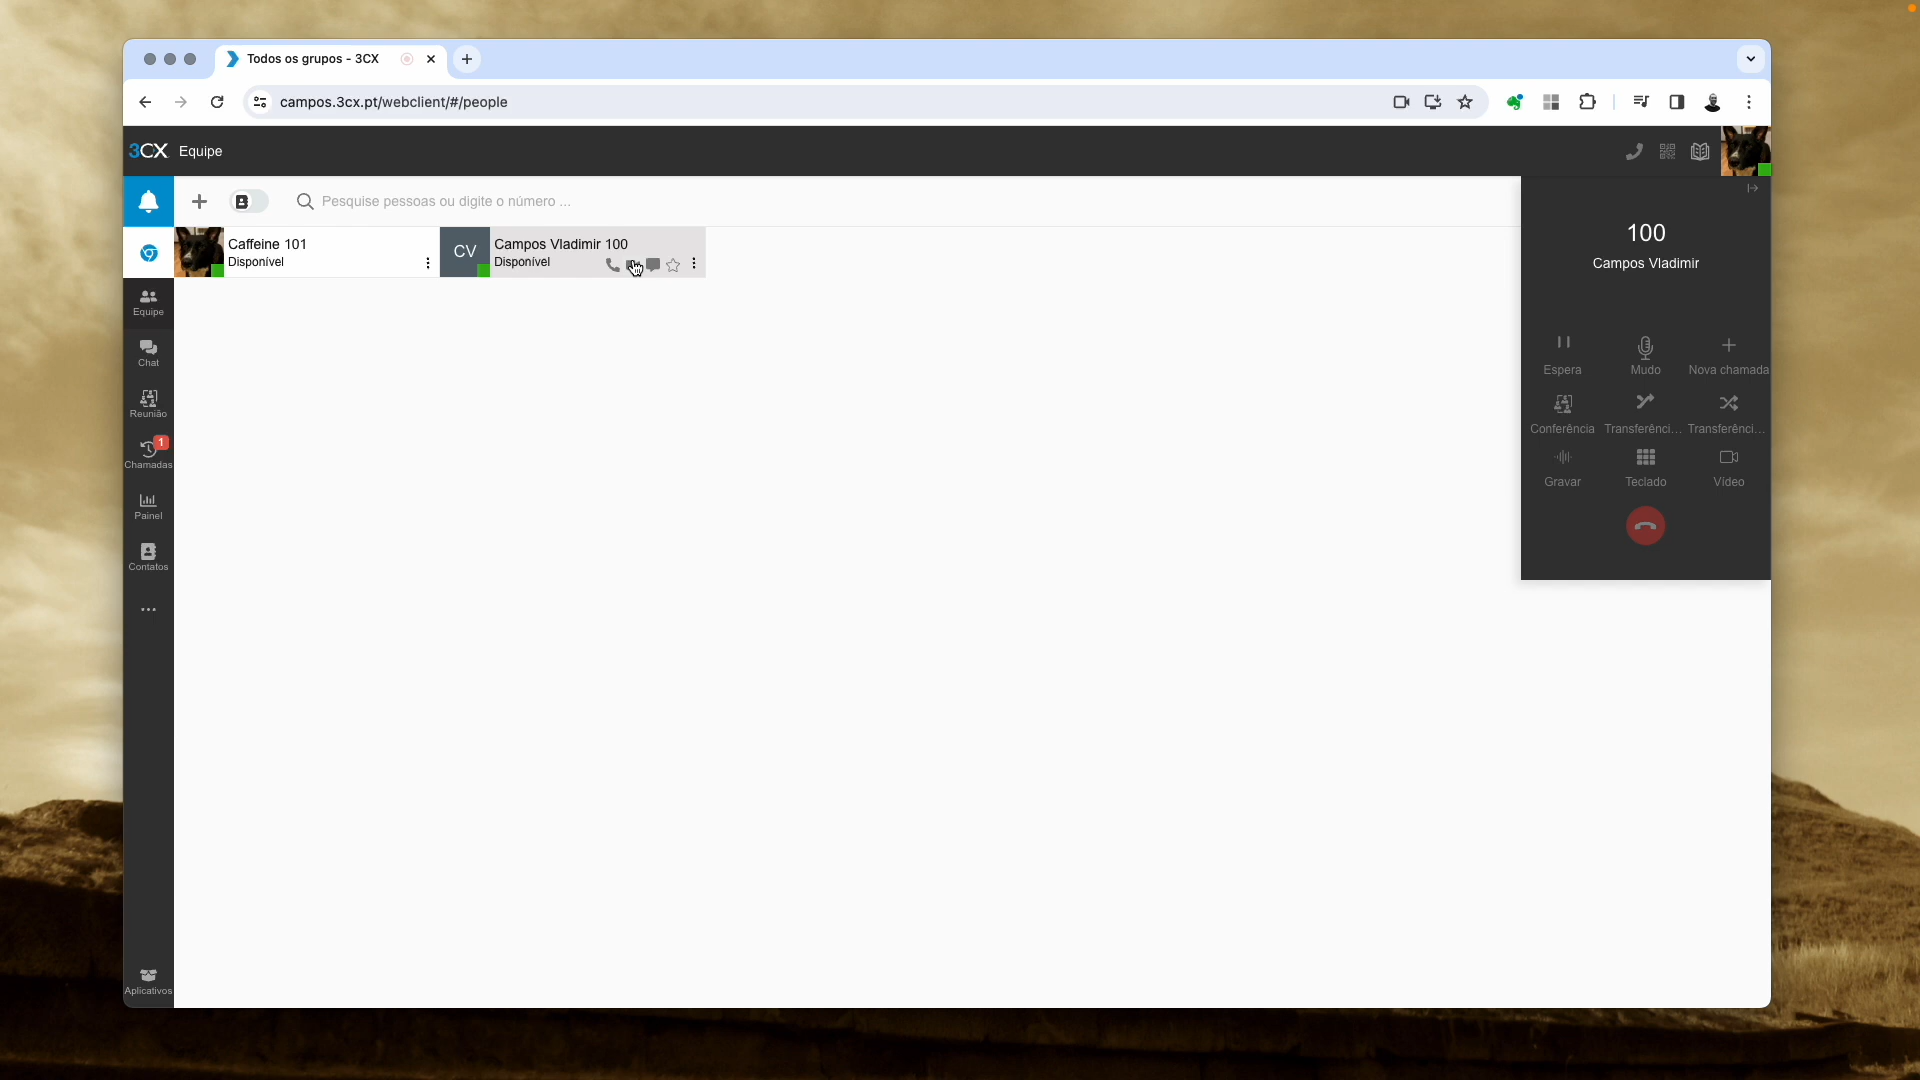 Todos os grupos - 3CX
campos.3cx.pt/webclient/#/people
3CX Equipe
Pesquise pessoas ou digite o número ...
Caffeine 101
Disponível
CV
Campos Vladimir 100
Disponível
Equipe
Chat
Reunião
1
Chamadas
Painel
Contatos
Aplicativos
100
Campos Vladimir
Espera
Mudo
Nova chamada
Conferência
Transferênci...
Transferênci...
Gravar
Teclado
Vídeo